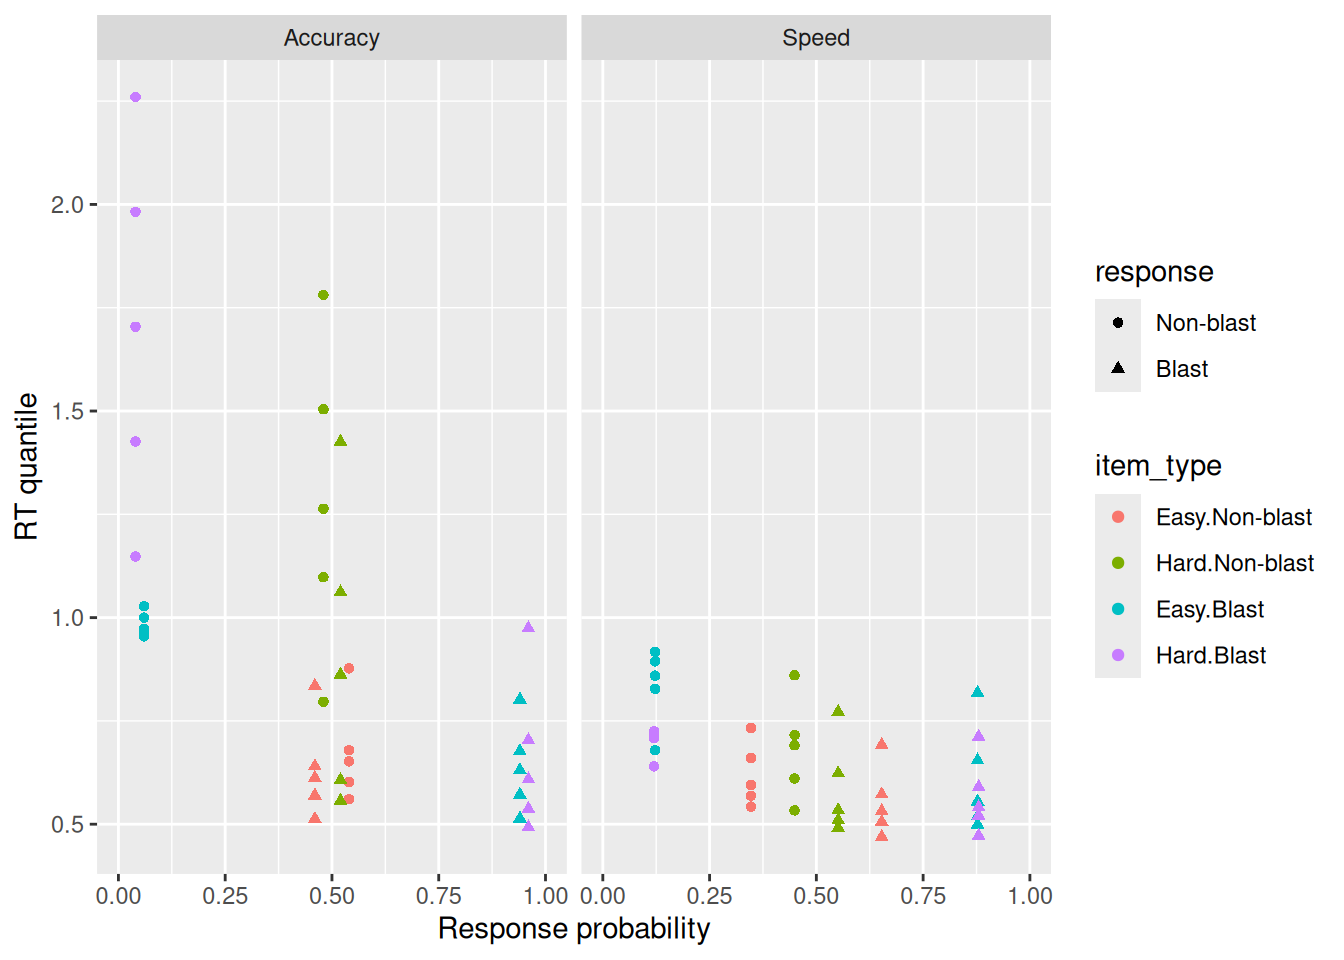 Accuracy
Speed
RT quantile
2.0
1.5
1.0
0.5
0.00 0.25 0.50 0.75 1.00
0.00 0.25 0.50 0.75 1.00
Response probability
response
Non-blast
Blast
item_type
Easy.Non-blast
Hard.Non-blast
Easy.Blast
Hard.Blast